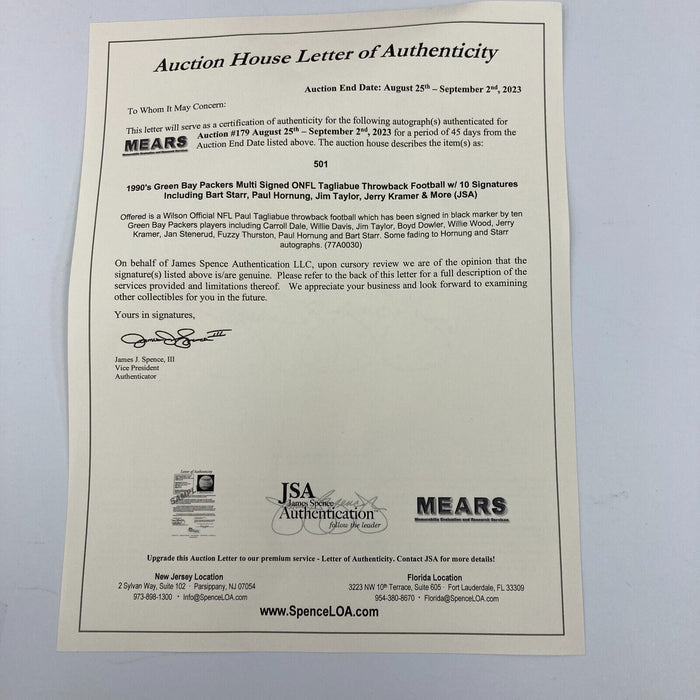 Auction House Letter of Authenticity
Auction End Date: August 25th – September 2nd, 2023
To Whom It May Concern:
This letter will serve as a certification of authenticity for the following autograph(s) authenticated for
MEARS Auction #179 August 25th – September 2nd, 2023 for a period of 45 days from the
Auction End Date listed above. The auction house describes the item(s) as:
501
1990's Green Bay Packers Multi Signed ONFL Tagliabue Throwback Football w/ 10 Signatures
Including Bart Starr, Paul Hornung, Jim Taylor, Jerry Kramer & More (JSA)
Offered is a Wilson Official NFL Paul Tagliabue throwback football which has been signed in black marker by ten
Green Bay Packers players including Carroll Dale, Willie Davis, Jim Taylor, Boyd Dowler, Willie Wood, Jerry
Kramer, Jan Stenerud, Fuzzy Thurston, Paul Hornung and Bart Starr. Some fading to Hornung and Starr
autographs. (77A0030)
On behalf of James Spence Authentication LLC, upon cursory review we are of the opinion that the
signature(s) listed above is/are genuine. Please refer to the back of this letter for a full description of the
services provided and limitations thereof. We appreciate your business and look forward to examining
other collectibles for you in the future.
Yours in signatures,
James J. Spence, III
Vice President
Authenticator
Letter of Authenticity
SAMPLE
JSA
James Spence
Authentication
follow the leader
MEARS
Memorabilia Evaluation and Research Services
Upgrade this Auction Letter to our premium service - Letter of Authenticity. Contact JSA for more details!
New Jersey Location
2 Sylvan Way, Suite 102 · Parsippany, NJ 07054
973-898-1300 · Info@SpenceLOA.com
Florida Location
3223 NW 10th Terrace, Suite 605 · Fort Lauderdale, FL 33309
954-380-8670 · Florida@SpenceLOA.com
www.SpenceLOA.com